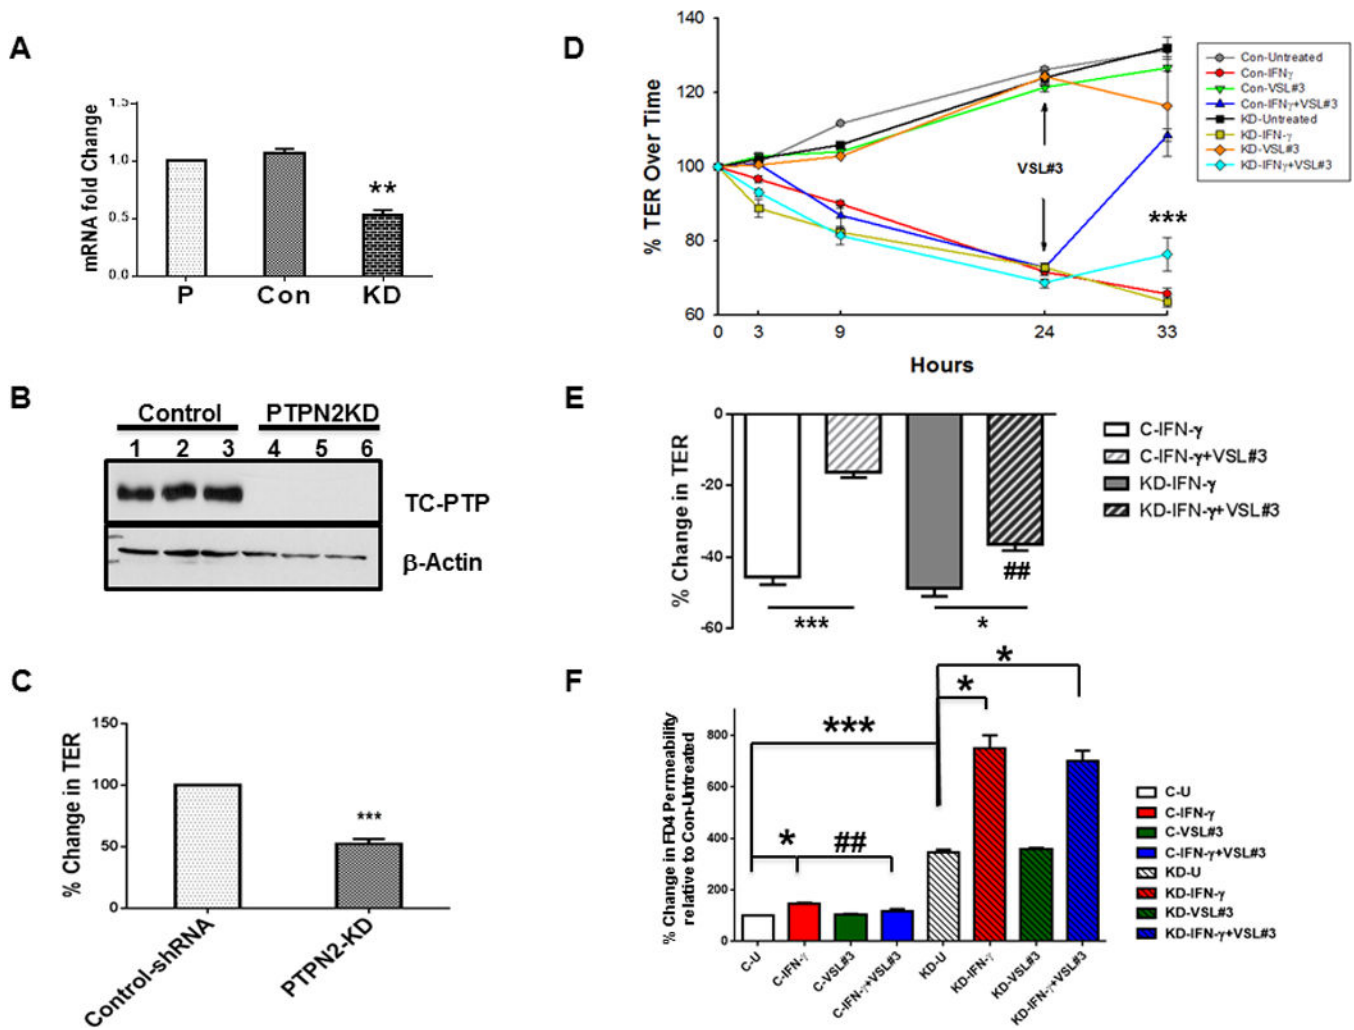 A
mRNA fold Change
1.5
1.0
0.5
0.0
**
P Con KD
B
Control PTPN2KD
1 2 3 4 5 6
TC-PTP
β-Actin
C
% Change in TER
150
100
50
0
***
Control-shRNA
PTPN2-KD
D
% TER Over Time
140
120
100
80
60
VSL#3
***
0 3 9 24 33
Hours
Con-Untreated
Con-IFNγ
Con-VSL#3
Con-IFNγ+VSL#3
KD-Untreated
KD-IFN-γ
KD-VSL#3
KD-IFNγ+VSL#3
E
% Change in TER
0
-20
-40
-60
***
##
*
C-IFN-γ
C-IFN-γ+VSL#3
KD-IFN-γ
KD-IFN-γ+VSL#3
F
% Change in FD4 Permeability
relative to Con-Untreated
800
600
400
200
0
*
##
***
*
*
C-U
C-IFN-γ
C-VSL#3
C-IFN-γ+VSL#3
KD-U
KD-IFN-γ
KD-VSL#3
KD-IFN-γ+VSL#3
C-U
C-IFN-γ
C-VSL#3
C-IFN-γ+VSL#3
KD-U
KD-IFN-γ
KD-VSL#3
KD-IFN-γ+VSL#3